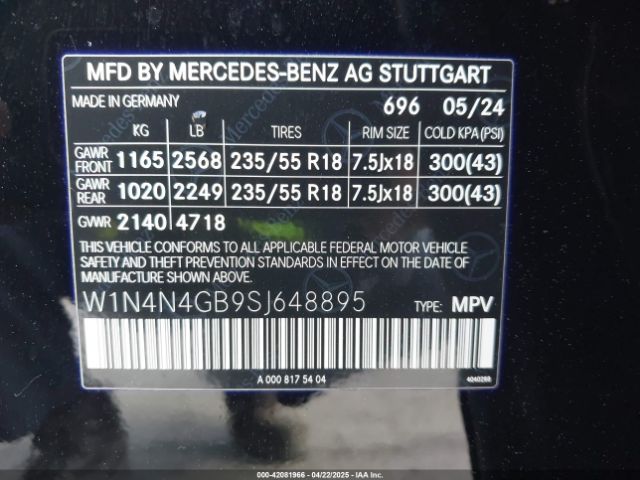 MFD BY MERCEDES-BENZ AG STUTTGART
MADE IN GERMANY 696 05/24
KG LB TIRES RIM SIZE COLD KPA(PSI)
GAWR FRONT 1165 2568 235/55 R18 7.5Jx18 300(43)
GAWR REAR 1020 2249 235/55 R18 7.5Jx18 300(43)
GVWR 2140 4718
THIS VEHICLE CONFORMS TO ALL APPLICABLE FEDERAL MOTOR VEHICLE
SAFETY AND THEFT PREVENTION STANDARDS IN EFFECT ON THE DATE OF
MANUFACTURE SHOWN ABOVE.
W1N4N4GB9SJ648895 TYPE: MPV
A 000 817 54 04 4040288
000-42081966 - 04/22/2025 - IAAI.COM